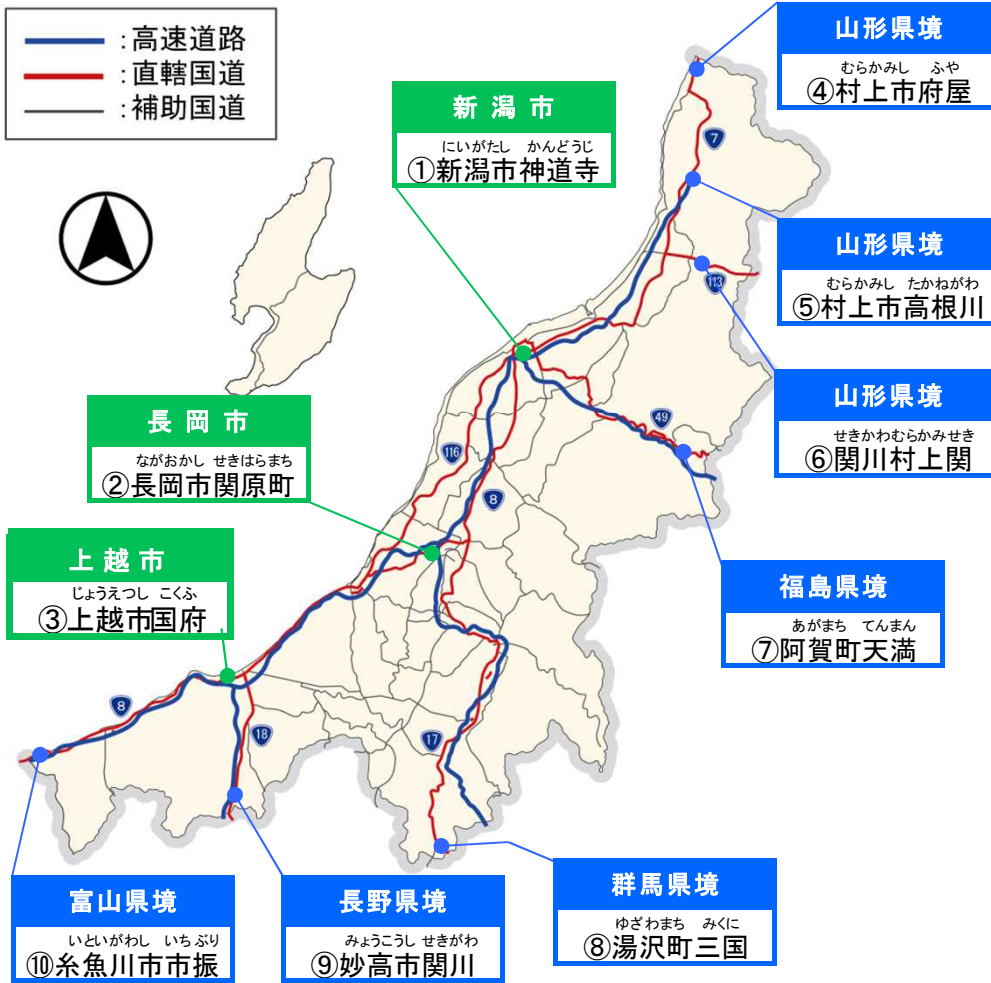 :高速道路
:直轄国道
:補助国道
山形県境
むらかみし ふや
④村上市府屋
新潟市
にいがたし かんどうじ
①新潟市神道寺
7
山形県境
むらかみし たかねがわ
⑤村上市高根川
113
山形県境
せきかわむらかみせき
⑥関川村上関
長岡市
ながおかし せきはらまち
②長岡市関原町
49
116
8
上越市
じょうえつし こくふ
③上越市国府
福島県境
あがまち てんまん
⑦阿賀町天満
8
18
17
群馬県境
ゆざわまち みくに
⑧湯沢町三国
富山県境
いといがわし いちぶり
⑩糸魚川市市振
長野県境
みょうこうし せきがわ
⑨妙高市関川